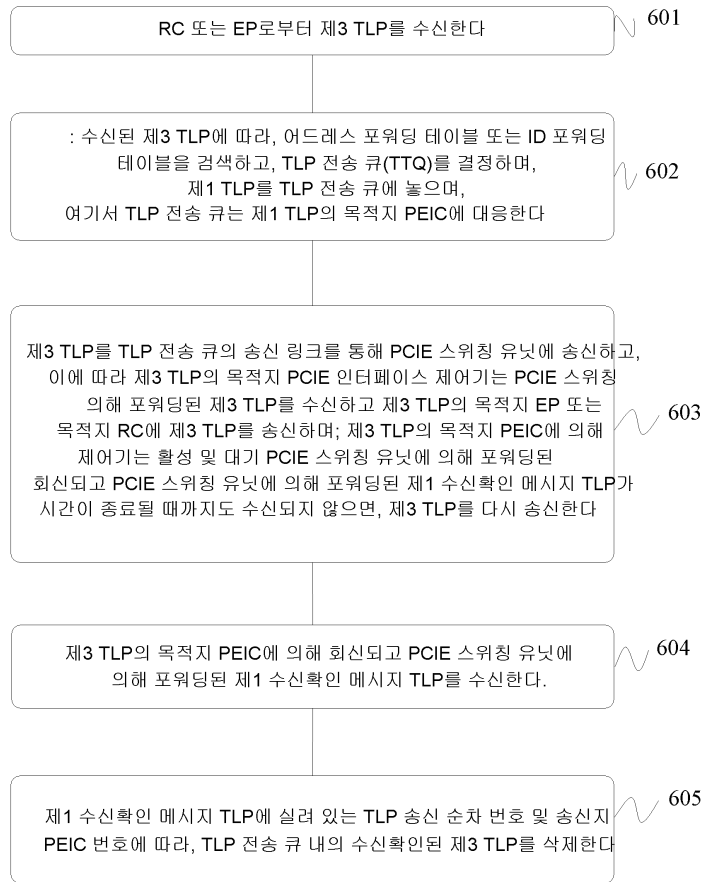 RC 또는 EP로부터 제3 TLP를 수신한다
601
: 수신된 제3 TLP에 따라, 어드레스 포워딩 테이블 또는 ID 포워딩
테이블을 검색하고, TLP 전송 큐(TTQ)를 결정하며,
제1 TLP를 TLP 전송 큐에 놓으며,
여기서 TLP 전송 큐는 제1 TLP의 목적지 PEIC에 대응한다
602
제3 TLP를 TLP 전송 큐의 송신 링크를 통해 PCIE 스위칭 유닛에 송신하고,
이에 따라 제3 TLP의 목적지 PCIE 인터페이스 제어기는 PCIE 스위칭
의해 포워딩된 제3 TLP를 수신하고 제3 TLP의 목적지 EP 또는
목적지 RC에 제3 TLP를 송신하며; 제3 TLP의 목적지 PEIC에 의해
제어기는 활성 및 대기 PCIE 스위칭 유닛에 의해 포워딩된
회신되고 PCIE 스위칭 유닛에 의해 포워딩된 제1 수신확인 메시지 TLP가
시간이 종료될 때까지도 수신되지 않으면, 제3 TLP를 다시 송신한다
603
제3 TLP의 목적지 PEIC에 의해 회신되고 PCIE 스위칭 유닛에
의해 포워딩된 제1 수신확인 메시지 TLP를 수신한다.
604
제1 수신확인 메시지 TLP에 실려 있는 TLP 송신 순차 번호 및 송신지
PEIC 번호에 따라, TLP 전송 큐 내의 수신확인된 제3 TLP를 삭제한다
605